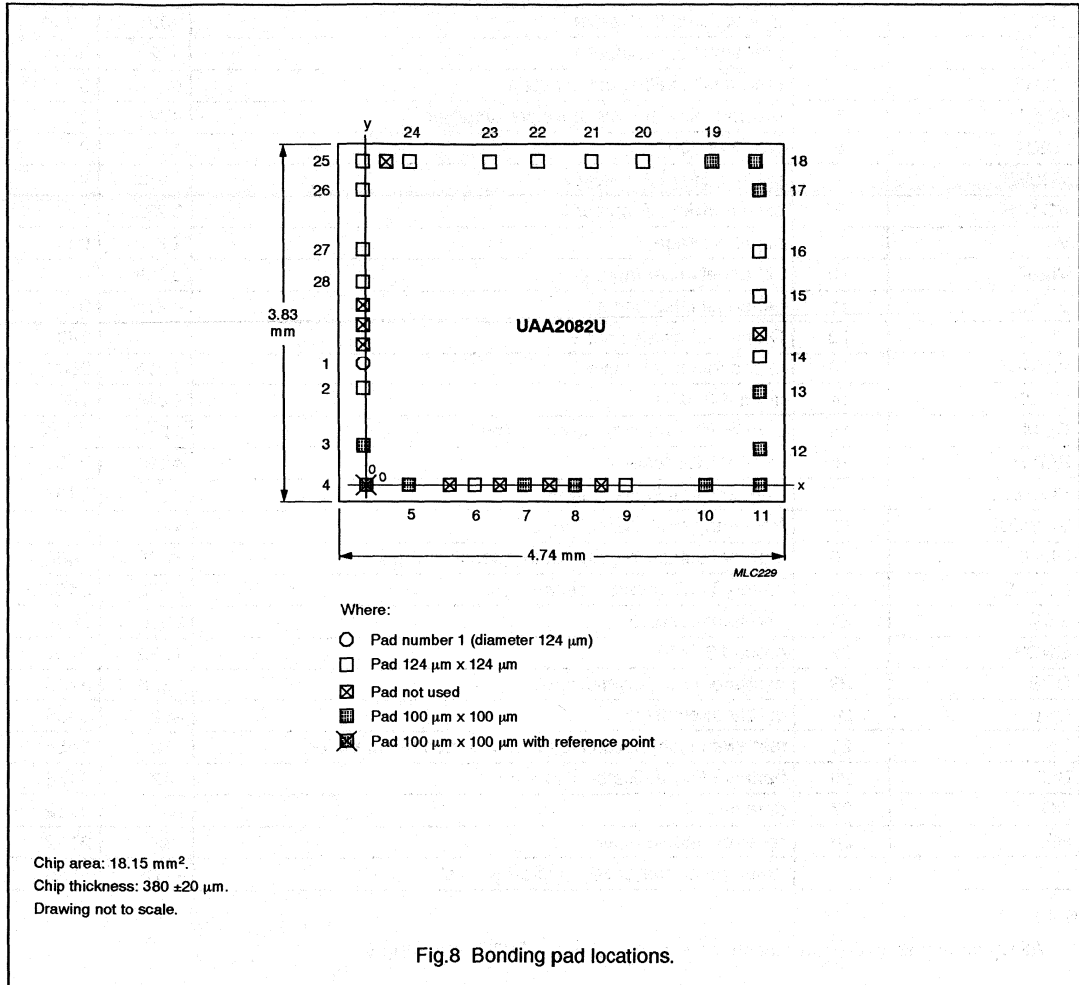 y
24 23 22 21 20 19
25 18
26 17
27 16
28
15
3.83
mm
UAA2082U
1 14
2 13
3 12
0
0
4 x
5 6 7 8 9 10 11
4.74 mm
MLC229
Where:
Pad number 1 (diameter 124 µm)
Pad 124 µm x 124 µm
Pad not used
Pad 100 µm x 100 µm
Pad 100 µm x 100 µm with reference point
Chip area: 18.15 mm².
Chip thickness: 380 ±20 µm.
Drawing not to scale.
Fig.8 Bonding pad locations.